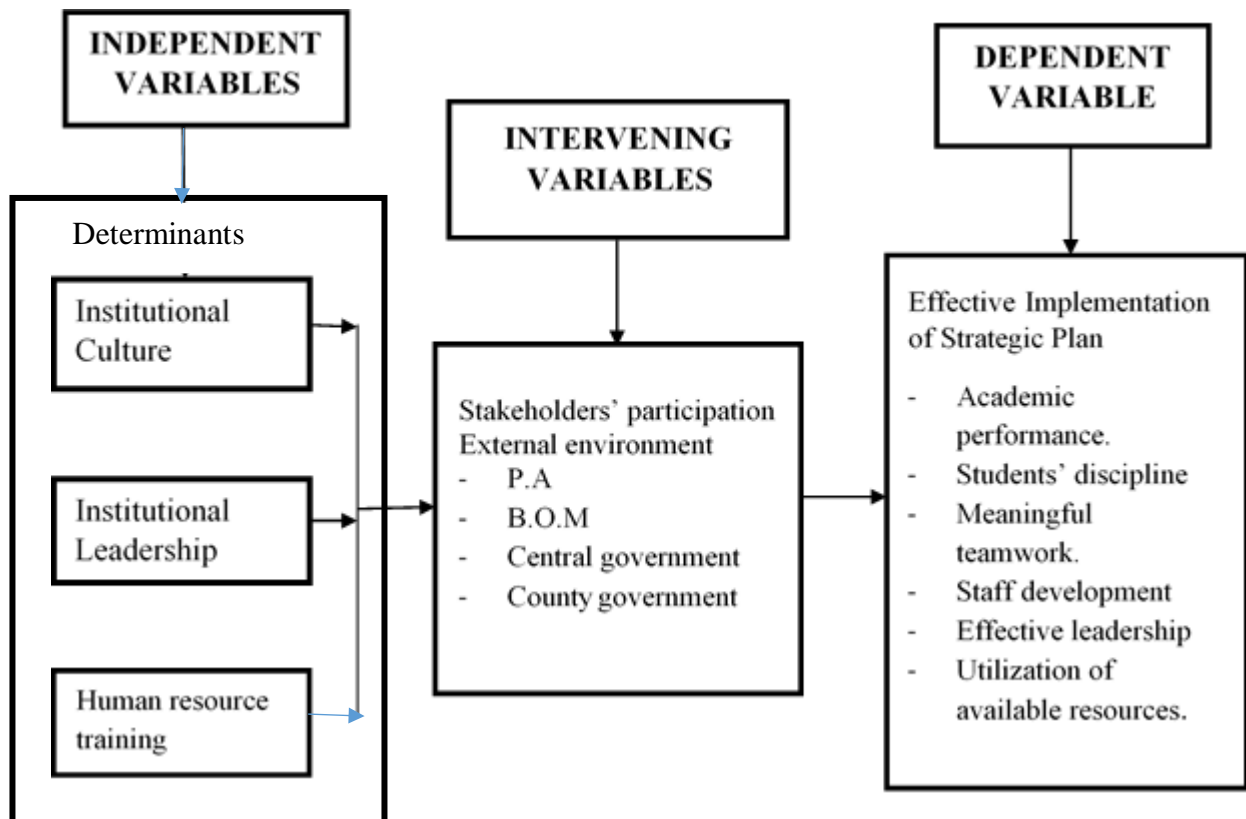 INDEPENDENT
VARIABLES
Determinants
Institutional
Culture
Institutional
Leadership
Human resource
training
INTERVENING
VARIABLES
Stakeholders’ participation
External environment
- P.A
- B.O.M
- Central government
- County government
DEPENDENT
VARIABLE
Effective Implementation
of Strategic Plan
- Academic
performance.
- Students’ discipline
- Meaningful
teamwork.
- Staff development
- Effective leadership
- Utilization of
available resources.